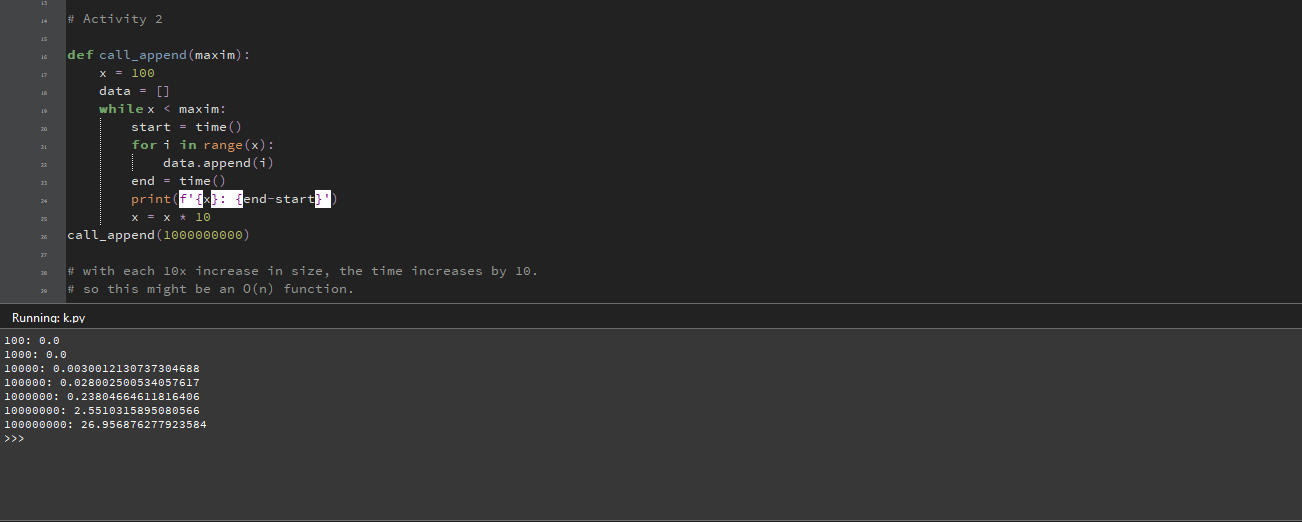 13
14 # Activity 2
15
16 def call_append(maxim):
17 x = 100
18 data = []
19 while x < maxim:
20 start = time()
21 for i in range(x):
22 data.append(i)
23 end = time()
24 print(f'{x}: {end-start}')
25 x = x * 10
26 call_append(1000000000)
27
28 # with each 10x increase in size, the time increases by 10.
29 # so this might be an O(n) function.
Running: k.py
100: 0.0
1000: 0.0
10000: 0.0030012130737304688
100000: 0.028002500534057617
1000000: 0.23804664611816406
10000000: 2.5510315895080566
100000000: 26.956876277923584
>>>